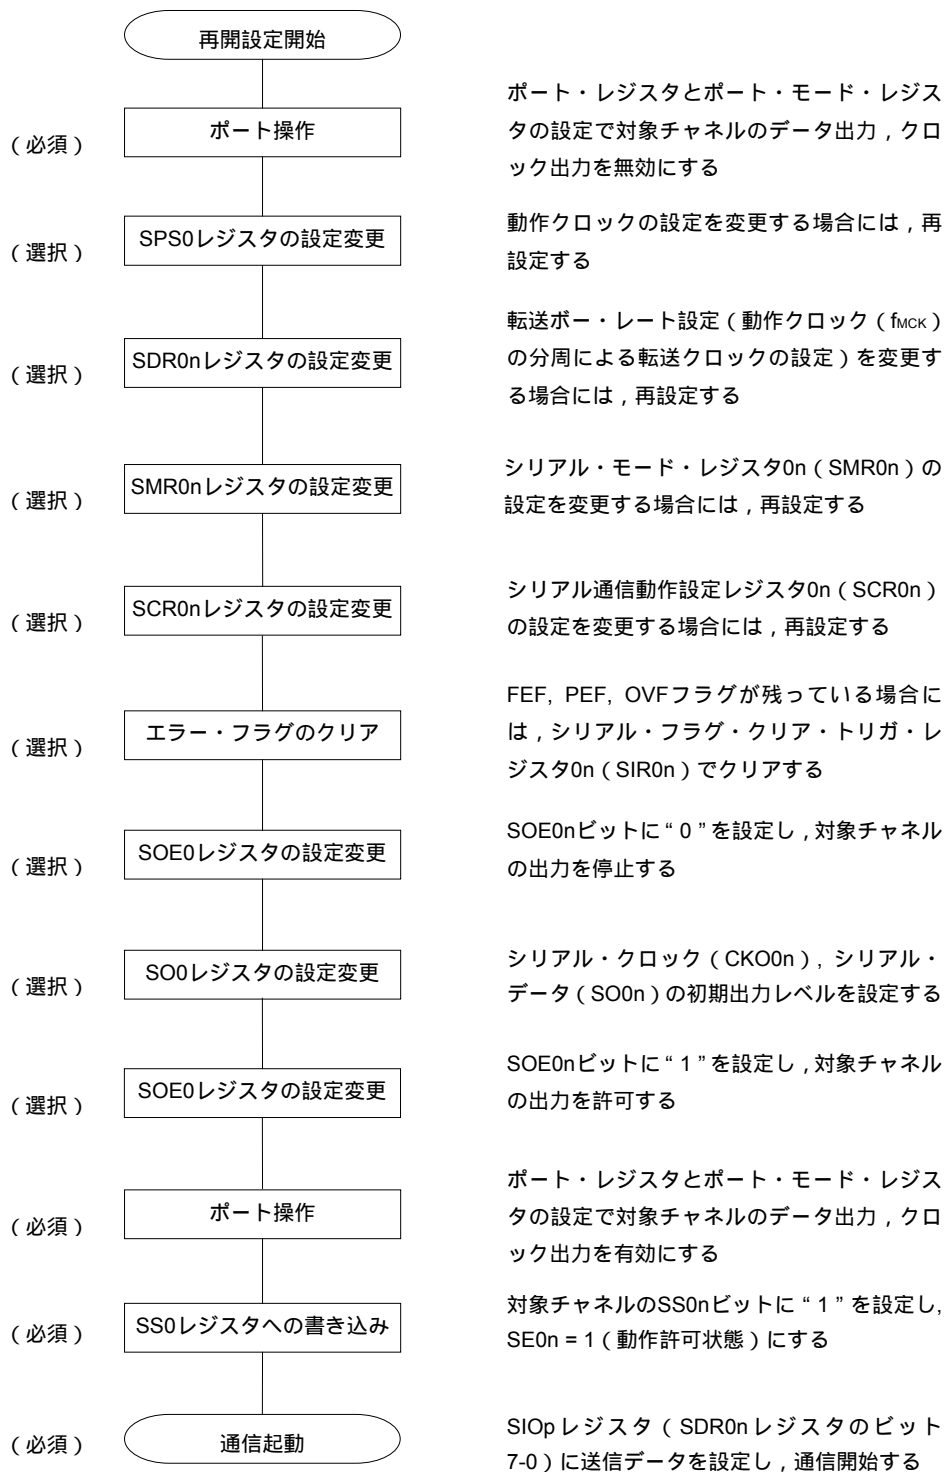 再開設定開始
(必須)
ポート操作
ポート・レジスタとポート・モード・レジス
タの設定で対象チャネルのデータ出力,クロ
ック出力を無効にする
(選択)
SPS0レジスタの設定変更
動作クロックの設定を変更する場合には,再
設定する
(選択)
SDR0nレジスタの設定変更
転送ボー・レート設定(動作クロック(fMCK)
の分周による転送クロックの設定)を変更す
る場合には,再設定する
(選択)
SMR0nレジスタの設定変更
シリアル・モード・レジスタ0n(SMR0n)の
設定を変更する場合には,再設定する
(選択)
SCR0nレジスタの設定変更
シリアル通信動作設定レジスタ0n(SCR0n)
の設定を変更する場合には,再設定する
(選択)
エラー・フラグのクリア
FEF, PEF, OVFフラグが残っている場合に
は,シリアル・フラグ・クリア・トリガ・レ
ジスタ0n(SIR0n)でクリアする
(選択)
SOE0レジスタの設定変更
SOE0nビットに“0”を設定し,対象チャネル
の出力を停止する
(選択)
SO0レジスタの設定変更
シリアル・クロック(CKO0n), シリアル・
データ(SO0n)の初期出力レベルを設定する
(選択)
SOE0レジスタの設定変更
SOE0nビットに“1”を設定し,対象チャネル
の出力を許可する
(必須)
ポート操作
ポート・レジスタとポート・モード・レジス
タの設定で対象チャネルのデータ出力,クロ
ック出力を有効にする
(必須)
SS0レジスタへの書き込み
対象チャネルのSS0nビットに“1”を設定し,
SE0n = 1(動作許可状態)にする
(必須)
通信起動
SIOpレジスタ(SDR0nレジスタのビット
7-0)に送信データを設定し,通信開始する